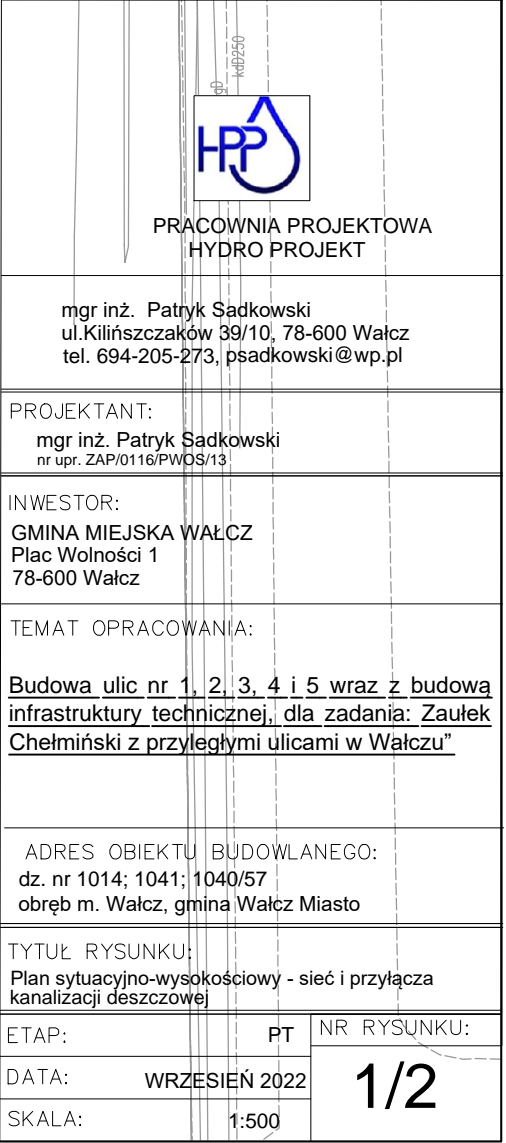 gD
kdD250
HPP
PRACOWNIA PROJEKTOWA
HYDRO PROJEKT
mgr inż. Patryk Sadkowski
ul.Kilińszczaków 39/10, 78-600 Wałcz
tel. 694-205-273, psadkowski@wp.pl
PROJEKTANT:
mgr inż. Patryk Sadkowski
nr upr. ZAP/0116/PWOS/13
INWESTOR:
GMINA MIEJSKA WAŁCZ
Plac Wolności 1
78-600 Wałcz
TEMAT OPRACOWANIA:
Budowa ulic nr 1, 2, 3, 4 i 5 wraz z budową
infrastruktury technicznej, dla zadania: Zaułek
Chełmiński z przyległymi ulicami w Wałczu”
ADRES OBIEKTU BUDOWLANEGO:
dz. nr 1014; 1041; 1040/57
obręb m. Wałcz, gmina Wałcz Miasto
TYTUŁ RYSUNKU:
Plan sytuacyjno-wysokościowy - sieć i przyłącza
kanalizacji deszczowej
ETAP: PT
NR RYSUNKU:
1/2
DATA: WRZESIEŃ 2022
SKALA: 1:500